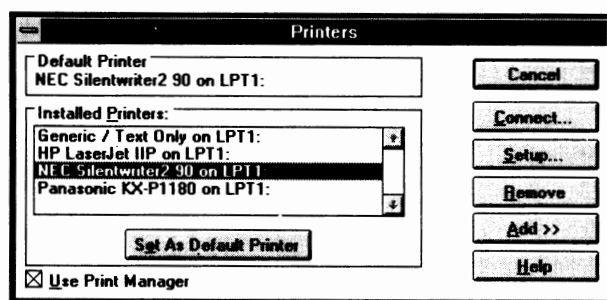 Printers
Default Printer
NEC Silentwriter2 90 on LPT1:
Cancel
Installed Printers:
Generic / Text Only on LPT1:
HP LaserJet IIP on LPT1:
NEC Silentwriter2 90 on LPT1:
Panasonic KX-P1180 on LPT1:
Connect...
Setup...
Remove
Add >>
Help
Set As Default Printer
Use Print Manager